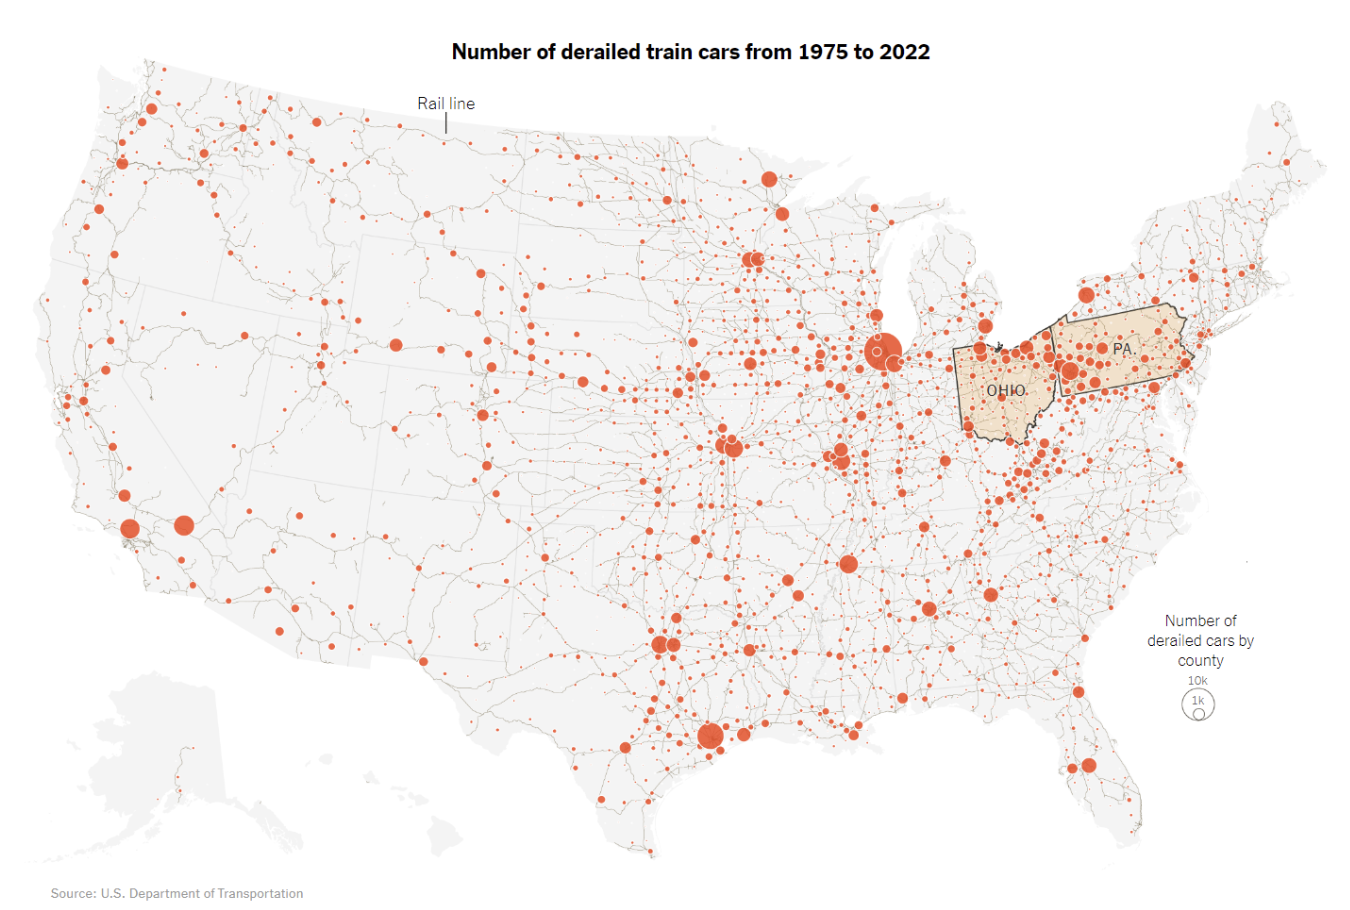 Number of derailed train cars from 1975 to 2022
Rail line
PA.
OHIO
Number of
derailed cars by
county
10k
1k
Source: U.S. Department of Transportation